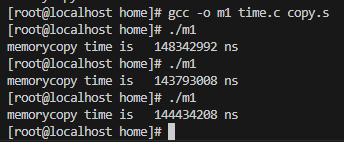 [root@localhost home]# gcc -o m1 time.c copy.s
[root@localhost home]# ./m1
memorycopy time is   148342992 ns
[root@localhost home]# ./m1
memorycopy time is   143793008 ns
[root@localhost home]# ./m1
memorycopy time is   144434208 ns
[root@localhost home]#